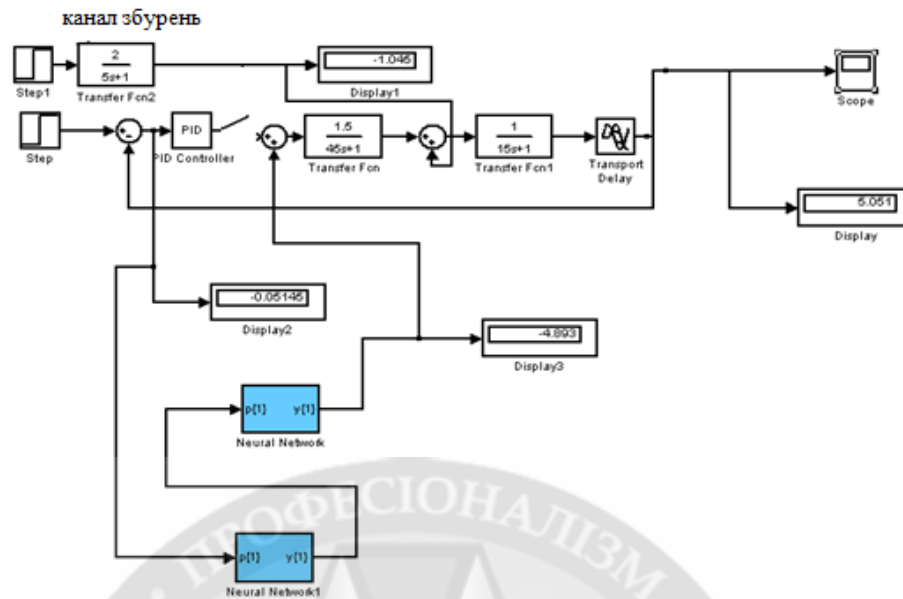 канал збурень
2
5s+1
Step1
Transfer Fcn2
-1.045
Display1
Scope
Step
PID
PID Controller
1.5
45s+1
Transfer Fcn
1
15s+1
Transfer Fcn1
Transport
Delay
5.051
Display
-0.05145
Display2
-4.893
Display3
p{1} y{1}
Neural Network
p{1} y{1}
Neural Network1
ПРОФЕСІОНАЛІЗМ